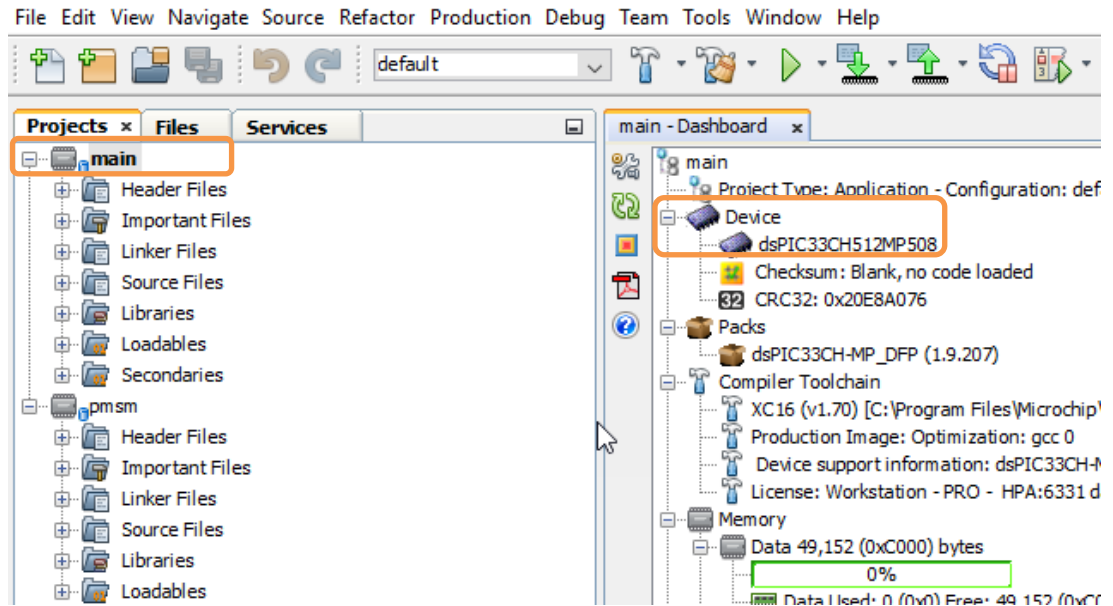 File Edit View Navigate Source Refactor Production Debug Team Tools Window Help
default
Projects × Files Services
main
Header Files
Important Files
Linker Files
Source Files
Libraries
Loadables
Secondaries
pmsm
Header Files
Important Files
Linker Files
Source Files
Libraries
Loadables
main - Dashboard ×
main
Project Type: Application - Configuration: def
Device
dsPIC33CH512MP508
Checksum: Blank, no code loaded
32 CRC32: 0x20E8A076
Packs
dsPIC33CH-MP_DFP (1.9.207)
Compiler Toolchain
XC16 (v1.70) [C:\Program Files\Microchip\
Production Image: Optimization: gcc 0
Device support information: dsPIC33CH-M
License: Workstation - PRO - HPA:6331 d
Memory
Data 49,152 (0xC000) bytes
0%
Data Used: 0 (0x0) Free: 49,152 (0xC0